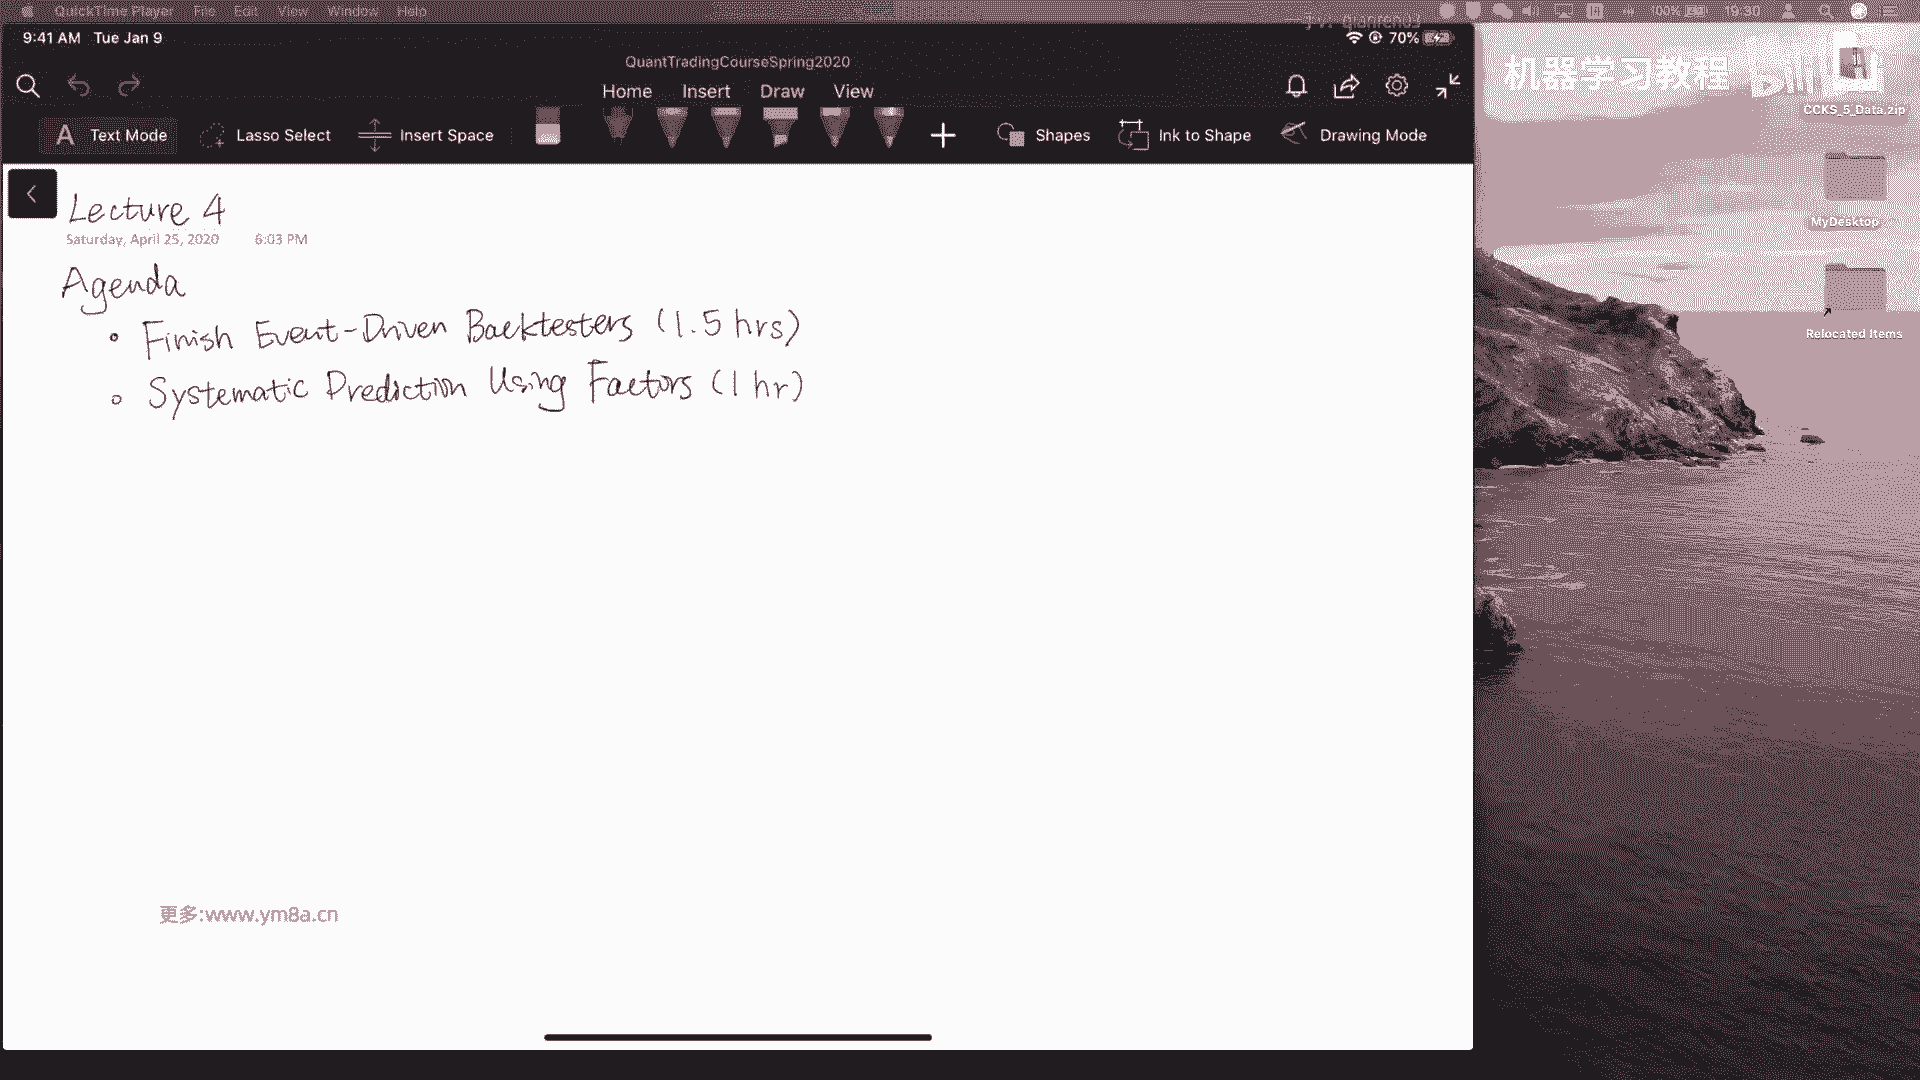 QuickTime Player File Edit View Window Help 100% 19:30
9:41 AM Tue Jan 9 70%
QuantTradingCourseSpring2020
Home Insert Draw View
Text Mode Lasso Select Insert Space Shapes Ink to Shape Drawing Mode
Lecture 4
Saturday, April 25, 2020 6:03 PM
Agenda
• Finish Event-Driven Backtesters (1.5 hrs)
• Systematic Prediction Using Factors (1 hr)
更多:www.ym8a.cn
机器学习教程
CCKS_5_Data.zip
MyDesktop
Relocated Items